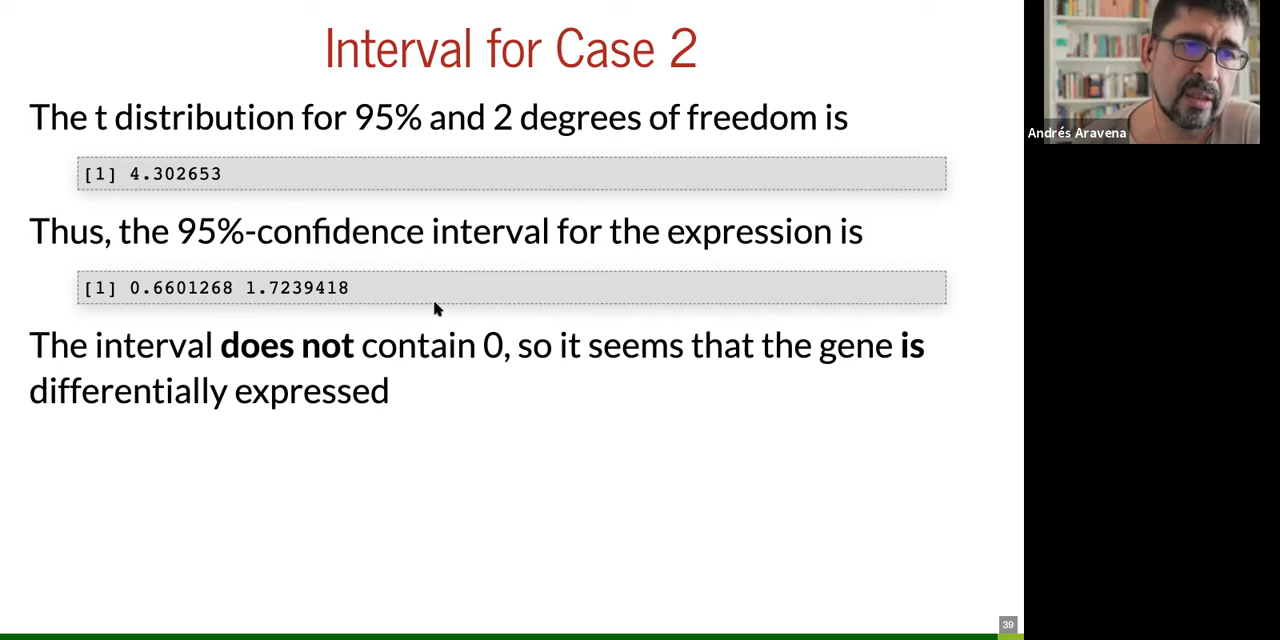 Interval for Case 2
The t distribution for 95% and 2 degrees of freedom is
[1] 4.302653
Thus, the 95%-confidence interval for the expression is
[1] 0.6601268 1.7239418
The interval does not contain 0, so it seems that the gene is
differentially expressed
39
Andrés Aravena